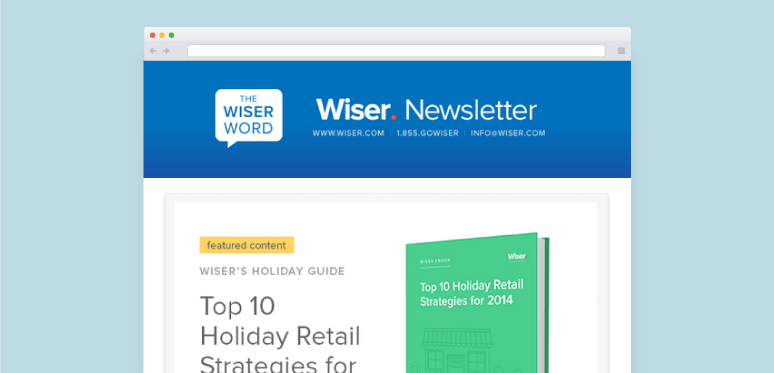 THE
WISER
WORD
Wiser. Newsletter
WWW.WISER.COM | 1.855.GOWISER | INFO@WISER.COM
featured content
WISER'S HOLIDAY GUIDE
Top 10
Holiday Retail
Strategies for
WISER EBOOK
Wiser.
Top 10 Holiday Retail
Strategies for 2014